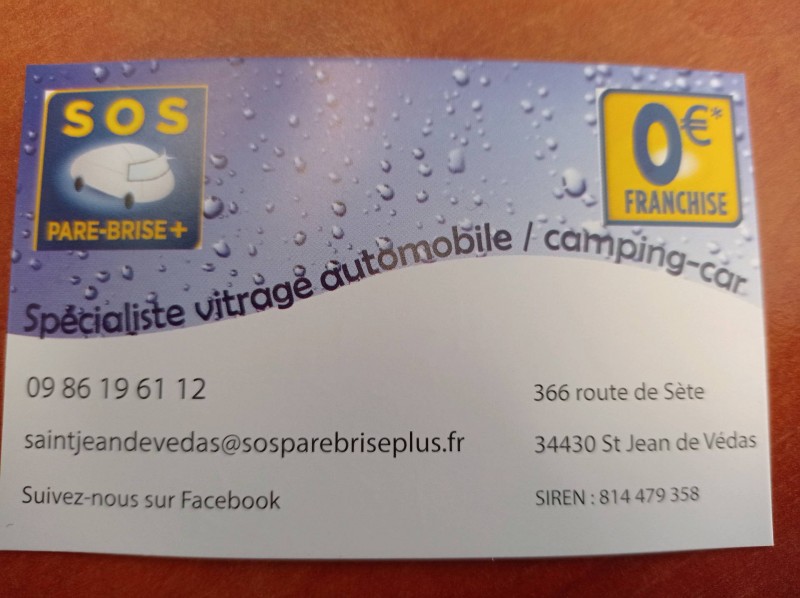 SOS
PARE-BRISE+
0€*
FRANCHISE
Spécialiste vitrage automobile / camping-car
09 86 19 61 12
saintjeandevedas@sosparebriseplus.fr
Suivez-nous sur Facebook
366 route de Sète
34430 St Jean de Védas
SIREN : 814 479 358